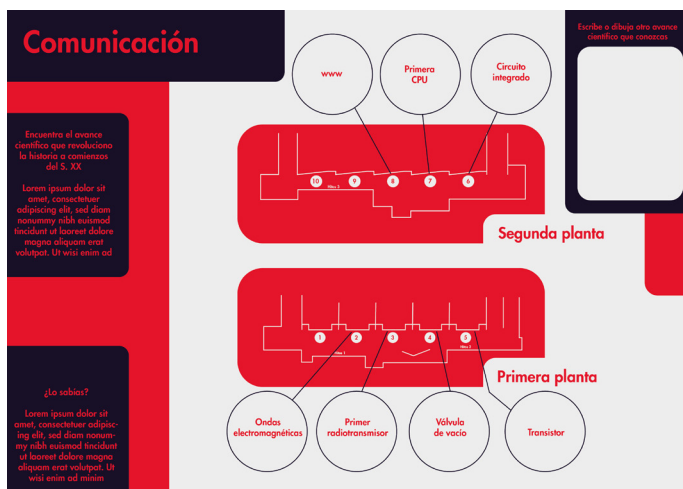 Comunicación
Escribe o dibuja otro avance
científico que conozcas
www
Primera
CPU
Circuito
integrado
Encuentra el avance
científico que revoluciono
la historia a comienzos
del S. XX
Lorem ipsum dolor sit
amet, consectetuer
adipiscing elit, sed diam
nonummy nibh euismod
tincidunt ut laoreet dolore
magna aliquam erat
volutpat. Ut wisi enim ad
10 9 8 7 6
Hitos 2
Segunda planta
1 2 3 4 5
Hitos 1
Primera planta
Ondas
electromagnéticas
Primer
radiotransmisor
Válvula
de vacío
Transistor
¿Lo sabías?
Lorem ipsum dolor sit
amet, consectetuer adipisc-
ing elit, sed diam nonum-
my nibh euismod tincidunt
ut laoreet dolore magna
aliquam erat volutpat. Ut
wisi enim ad minim